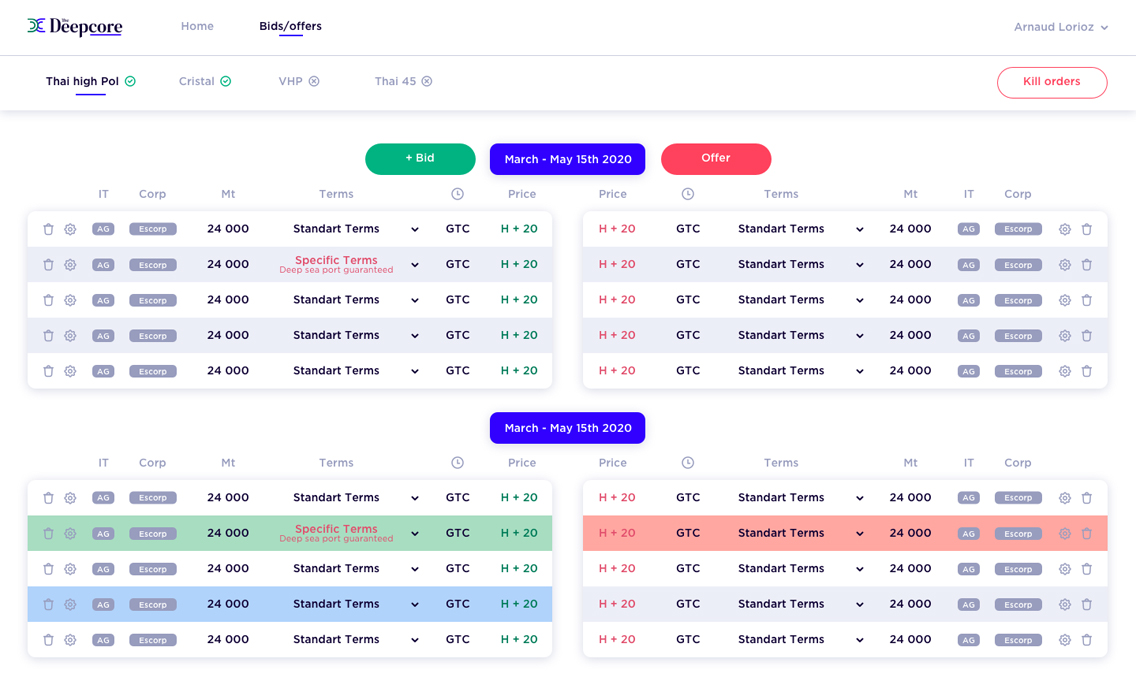 The Deepcore Home Bids/offers Arnaud Lorioz
Thai high Pol Cristal VHP Thai 45 Kill orders
+ Bid March - May 15th 2020 Offer
IT Corp Mt Terms Price Price Terms Mt IT Corp
AG Escorp 24 000 Standart Terms GTC H + 20 H + 20 GTC Standart Terms 24 000 AG Escorp
AG Escorp 24 000 Specific Terms Deep sea port guaranteed GTC H + 20 H + 20 GTC Standart Terms 24 000 AG Escorp
AG Escorp 24 000 Standart Terms GTC H + 20 H + 20 GTC Standart Terms 24 000 AG Escorp
AG Escorp 24 000 Standart Terms GTC H + 20 H + 20 GTC Standart Terms 24 000 AG Escorp
AG Escorp 24 000 Standart Terms GTC H + 20 H + 20 GTC Standart Terms 24 000 AG Escorp
March - May 15th 2020
IT Corp Mt Terms Price Price Terms Mt IT Corp
AG Escorp 24 000 Standart Terms GTC H + 20 H + 20 GTC Standart Terms 24 000 AG Escorp
AG Escorp 24 000 Specific Terms Deep sea port guaranteed GTC H + 20 H + 20 GTC Standart Terms 24 000 AG Escorp
AG Escorp 24 000 Standart Terms GTC H + 20 H + 20 GTC Standart Terms 24 000 AG Escorp
AG Escorp 24 000 Standart Terms GTC H + 20 H + 20 GTC Standart Terms 24 000 AG Escorp
AG Escorp 24 000 Standart Terms GTC H + 20 H + 20 GTC Standart Terms 24 000 AG Escorp